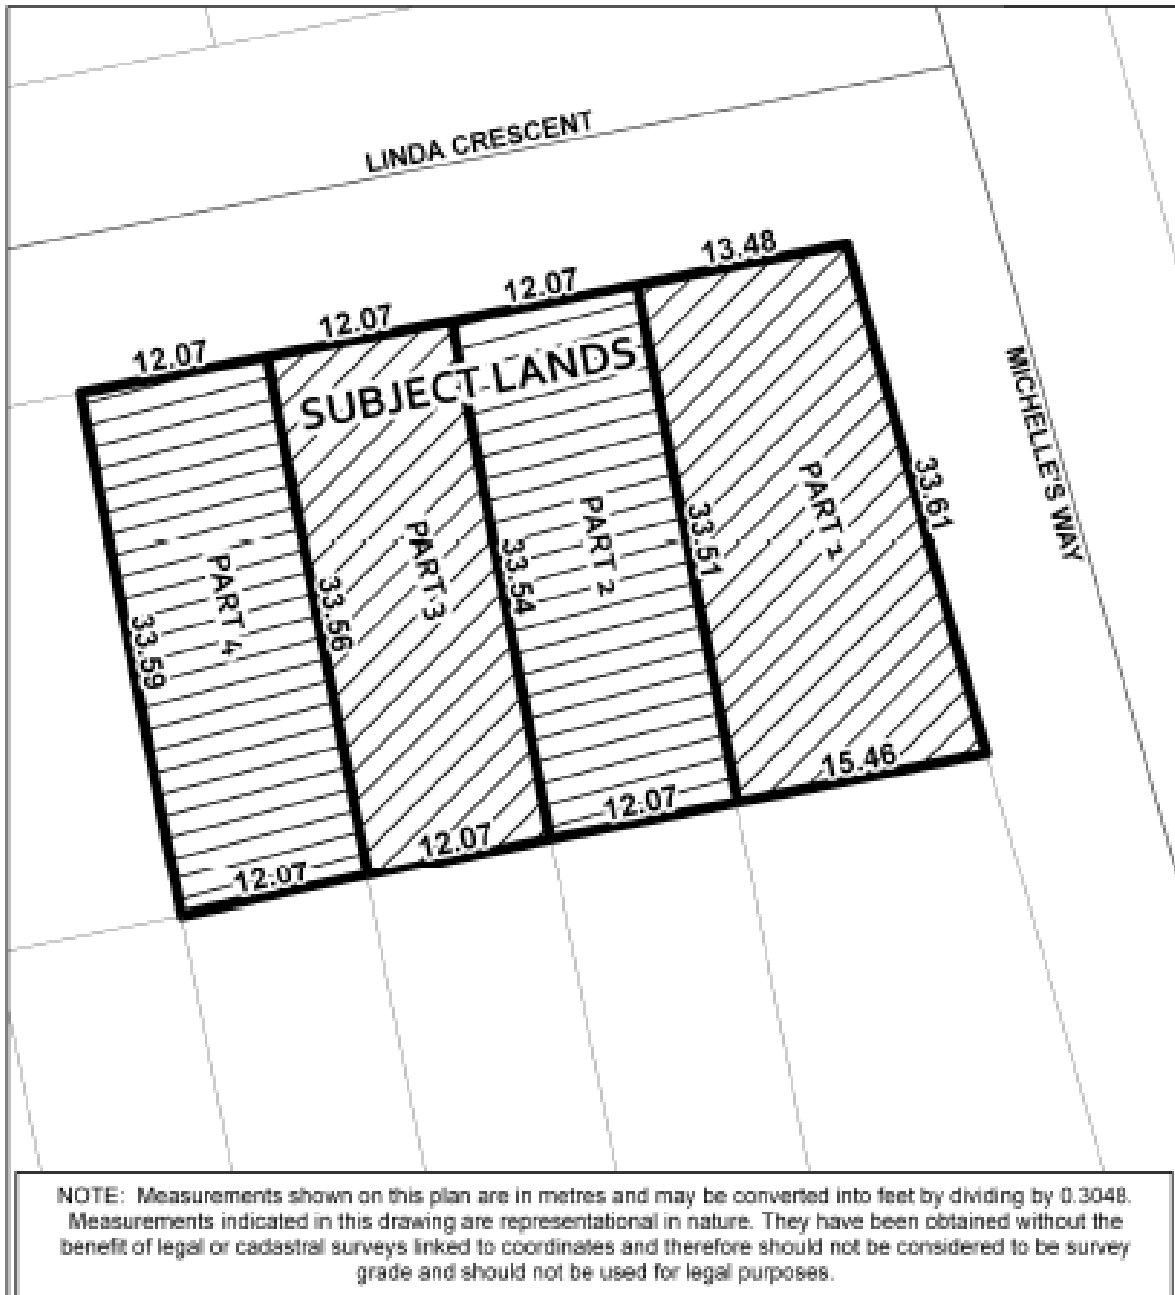 LINDA CRESCENT
13.48
12.07
12.07
12.07
SUBJECT LANDS
MICHELLE'S WAY
33.61
PART 1
33.51
PART 2
33.54
PART 3
33.56
PART 4
33.59
15.46
12.07
12.07
12.07
NOTE: Measurements shown on this plan are in metres and may be converted into feet by dividing by 0.3048.
Measurements indicated in this drawing are representational in nature. They have been obtained without the
benefit of legal or cadastral surveys linked to coordinates and therefore should not be considered to be survey
grade and should not be used for legal purposes.